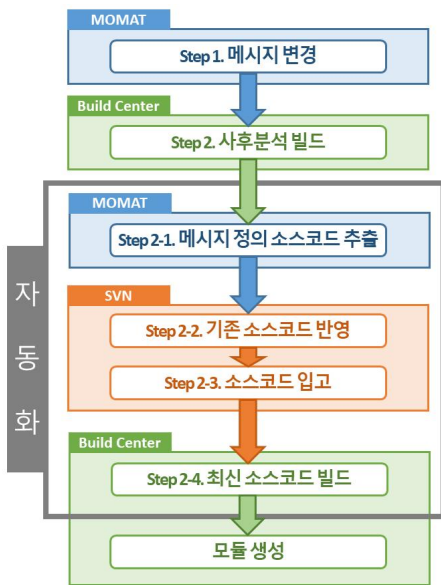 MOMAT
Step 1. 메시지 변경
Build Center
Step 2. 사후분석 빌드
MOMAT
Step 2-1. 메시지 정의 소스코드 추출
자
동
화
SVN
Step 2-2. 기존 소스코드 반영
Step 2-3. 소스코드 입고
Build Center
Step 2-4. 최신 소스코드 빌드
모듈 생성